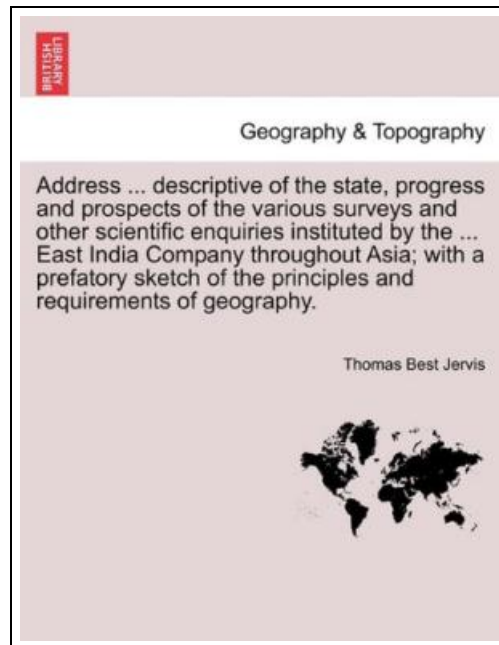 BRITISH
LIBRARY
Geography & Topography
Address ... descriptive of the state, progress
and prospects of the various surveys and
other scientific enquiries instituted by the ...
East India Company throughout Asia; with a
prefatory sketch of the principles and
requirements of geography.
Thomas Best Jervis